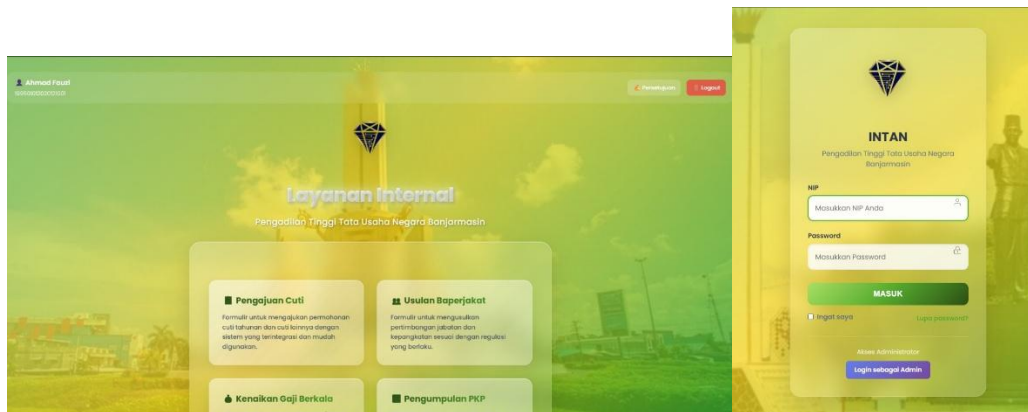 Ahmad Fauzi
Logout
Layanan Internal
Pengadilan Tinggi Tata Usaha Negara Banjarmasin
Pengajuan Cuti
Formulir untuk mengajukan permohonan
cuti tahunan dan cuti lainnya dengan
sistem yang terintegrasi dan mudah
digunakan.
Usulan Baperjakat
Formulir untuk mengusulkan
pertimbangan jabatan dan
kepangkatan sesuai dengan regulasi
yang berlaku.
Kenaikan Gaji Berkala
Pengumpulan PKP
INTAN
Pengadilan Tinggi Tata Usaha Negara
Banjarmasin
NIP
Masukkan NIP Anda
Password
Masukkan Password
MASUK
Ingat saya
Lupa password?
Akses Administrator
Login sebagai Admin